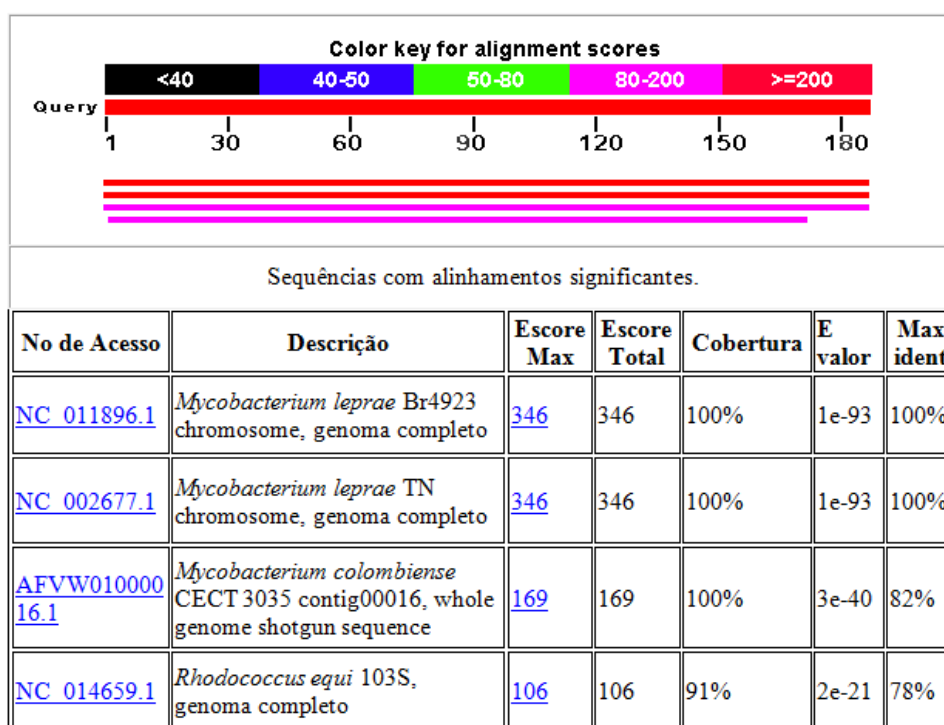 Color key for alignment scores
<40 40-50 50-80 80-200 >=200
Query
1 30 60 90 120 150 180
Sequências com alinhamentos significantes.
No de Acesso Descrição Escore Max Escore Total Cobertura E valor Max ident
NC_011896.1 Mycobacterium leprae Br4923 chromosome, genoma completo 346 346 100% 1e-93 100%
NC_002677.1 Mycobacterium leprae TN chromosome, genoma completo 346 346 100% 1e-93 100%
AFVW01000016.1 Mycobacterium colombiense CECT 3035 contig00016, whole genome shotgun sequence 169 169 100% 3e-40 82%
NC_014659.1 Rhodococcus equi 103S, genoma completo 106 106 91% 2e-21 78%